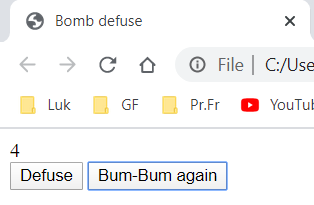 Bomb defuse
File | C:/Use
Luk GF Pr.Fr YouTub
4
Defuse Bum-Bum again